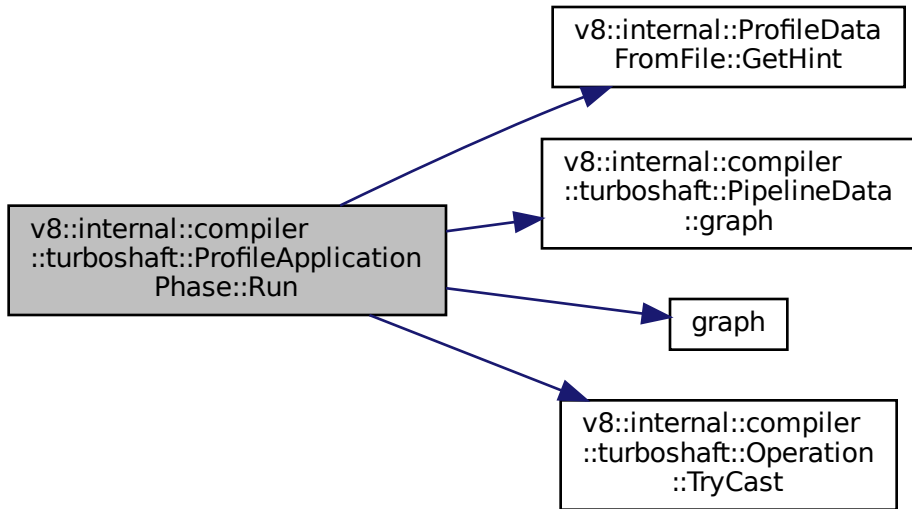 v8::internal::ProfileData
FromFile::GetHint
v8::internal::compiler
::turboshaft::PipelineData
::graph
v8::internal::compiler
::turboshaft::ProfileApplication
Phase::Run
graph
v8::internal::compiler
::turboshaft::Operation
::TryCast